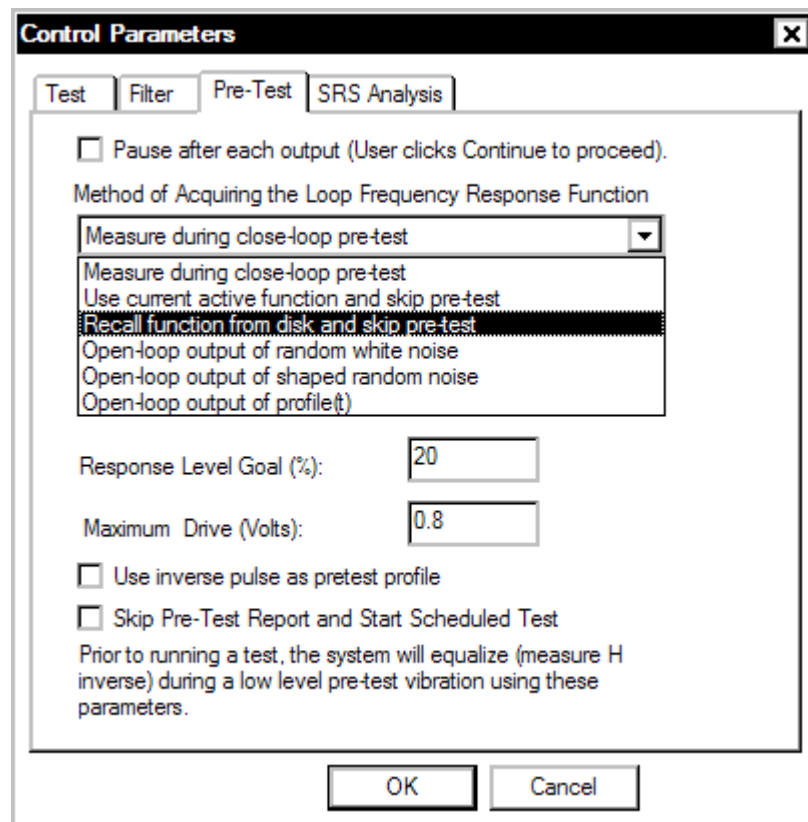 Control Parameters
Test Filter Pre-Test SRS Analysis
Pause after each output (User clicks Continue to proceed).
Method of Acquiring the Loop Frequency Response Function
Measure during close-loop pre-test
Measure during close-loop pre-test
Use current active function and skip pre-test
Recall function from disk and skip pre-test
Open-loop output of random white noise
Open-loop output of shaped random noise
Open-loop output of profile(t)
Response Level Goal (%): 20
Maximum Drive (Volts): 0.8
Use inverse pulse as pretest profile
Skip Pre-Test Report and Start Scheduled Test
Prior to running a test, the system will equalize (measure H
inverse) during a low level pre-test vibration using these
parameters.
OK Cancel